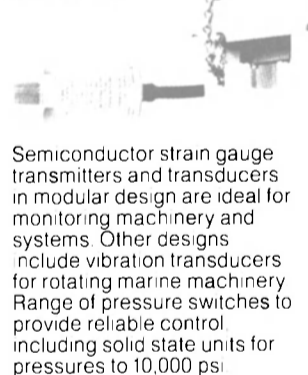 Semiconductor strain gauge
transmitters and transducers
in modular design are ideal for
monitoring machinery and
systems. Other designs
include vibration transducers
for rotating marine machinery
Range of pressure switches to
provide reliable control
including solid state units for
pressures to 10,000 psi